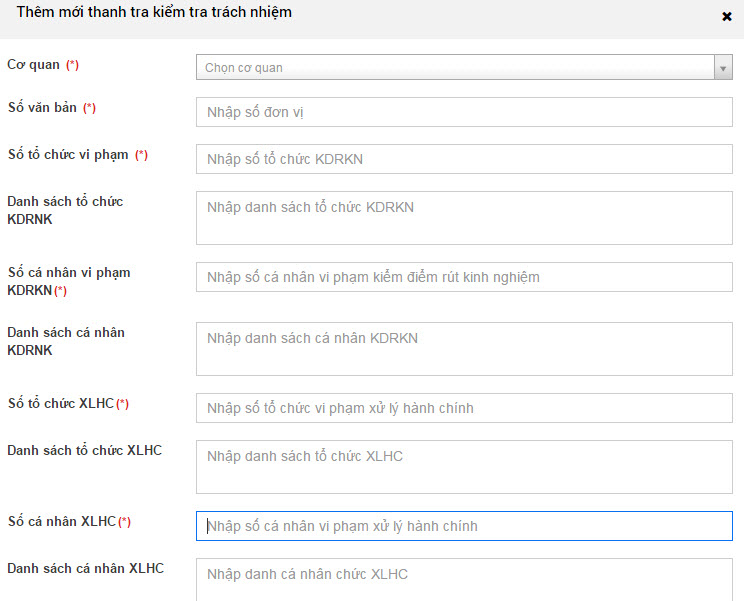 Thêm mới thanh tra kiểm tra trách nhiệm
Cơ quan (*)
Chọn cơ quan
Số văn bản (*)
Nhập số đơn vị
Số tổ chức vi phạm (*)
Nhập số tổ chức KDRKN
Danh sách tổ chức
KDRNK
Nhập danh sách tổ chức KDRKN
Số cá nhân vi phạm
KDRKN(*)
Nhập số cá nhân vi phạm kiểm điểm rút kinh nghiệm
Danh sách cá nhân
KDRNK
Nhập danh sách cá nhân KDRKN
Số tổ chức XLHC(*)
Nhập số tổ chức vi phạm xử lý hành chính
Danh sách tổ chức XLHC
Nhập danh sách tổ chức XLHC
Số cá nhân XLHC(*)
Nhập số cá nhân vi phạm xử lý hành chính
Danh sách cá nhân XLHC
Nhập danh cá nhân chức XLHC